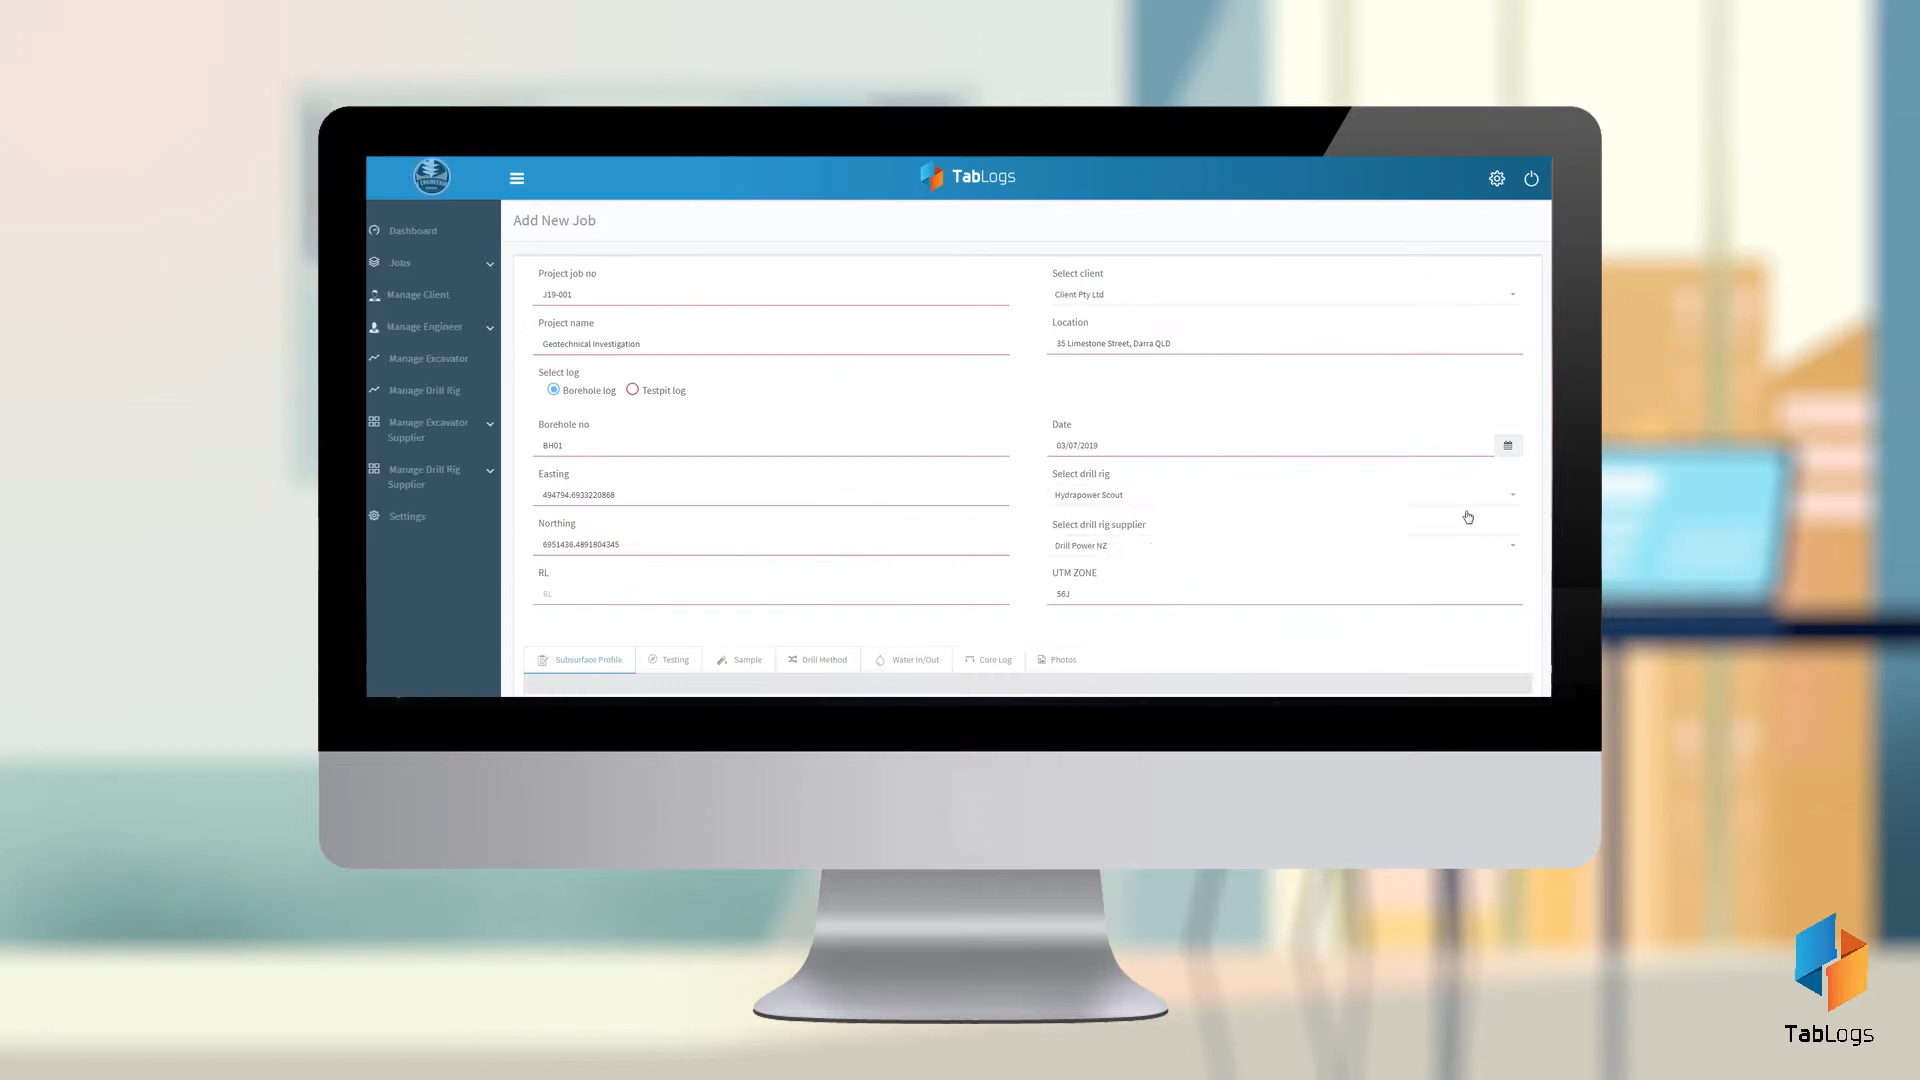 TabLogs
Add New Job
Dashboard
Jobs
Manage Client
Manage Engineer
Manage Excavator
Manage Drill Rig
Manage Excavator
Supplier
Manage Drill Rig
Supplier
Settings
Project job no
J19-001
Select client
Client Pty Ltd
Project name
Geotechnical Investigation
Location
35 Limestone Street, Darra QLD
Select log
Borehole log Testpit log
Borehole no
BH01
Date
03/07/2019
Easting
494794.6933220868
Select drill rig
Hydrapower Scout
Northing
6951436.4891804345
Select drill rig supplier
Drill Power NZ
RL
RL
UTM ZONE
56J
Subsurface Profile Testing Sample Drill Method Water In/Out Core Log Photos
TabLogs